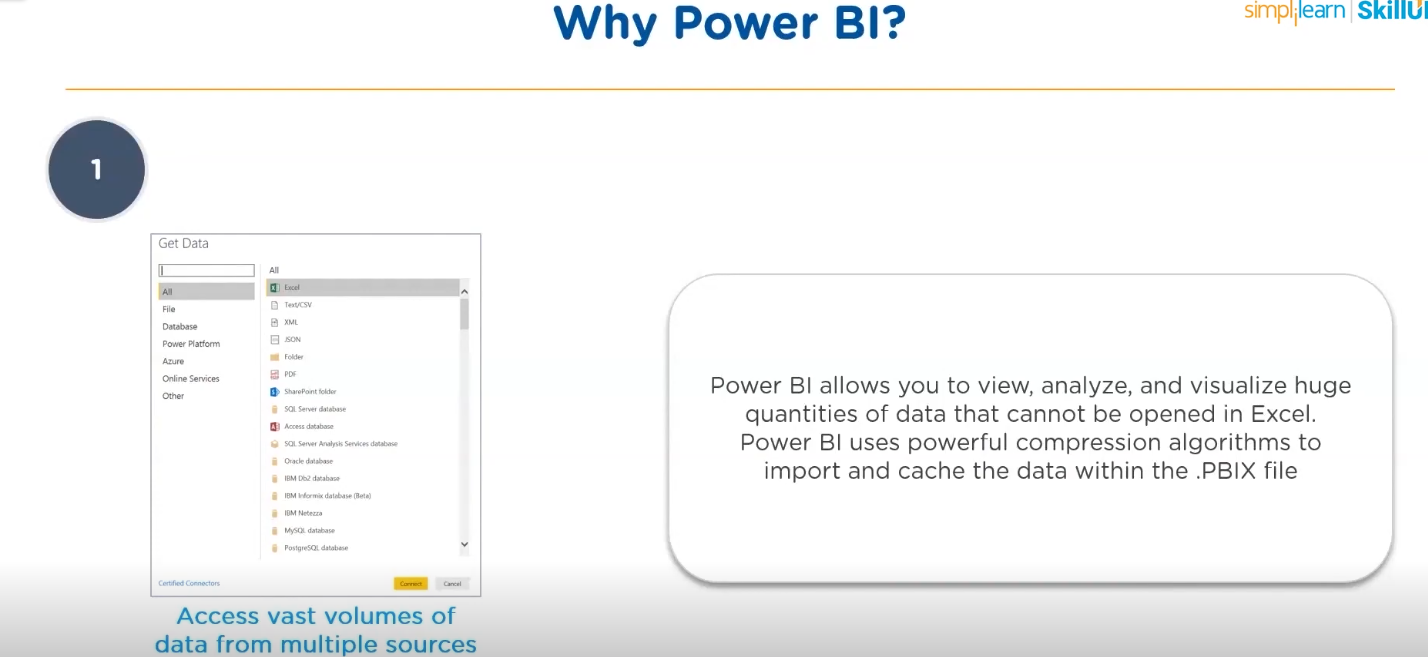 Why Power BI?
simplilearn | SkillU
1
Get Data
All
File
Database
Power Platform
Azure
Online Services
Other
All
Excel
Text/CSV
XML
JSON
Folder
PDF
SharePoint folder
SQL Server database
Access database
SQL Server Analysis Services database
Oracle database
IBM Db2 database
IBM Informix database (Beta)
IBM Netezza
MySQL database
PostgreSQL database
Certified Connectors
Connect
Cancel
Access vast volumes of
data from multiple sources
Power BI allows you to view, analyze, and visualize huge
quantities of data that cannot be opened in Excel.
Power BI uses powerful compression algorithms to
import and cache the data within the .PBIX file